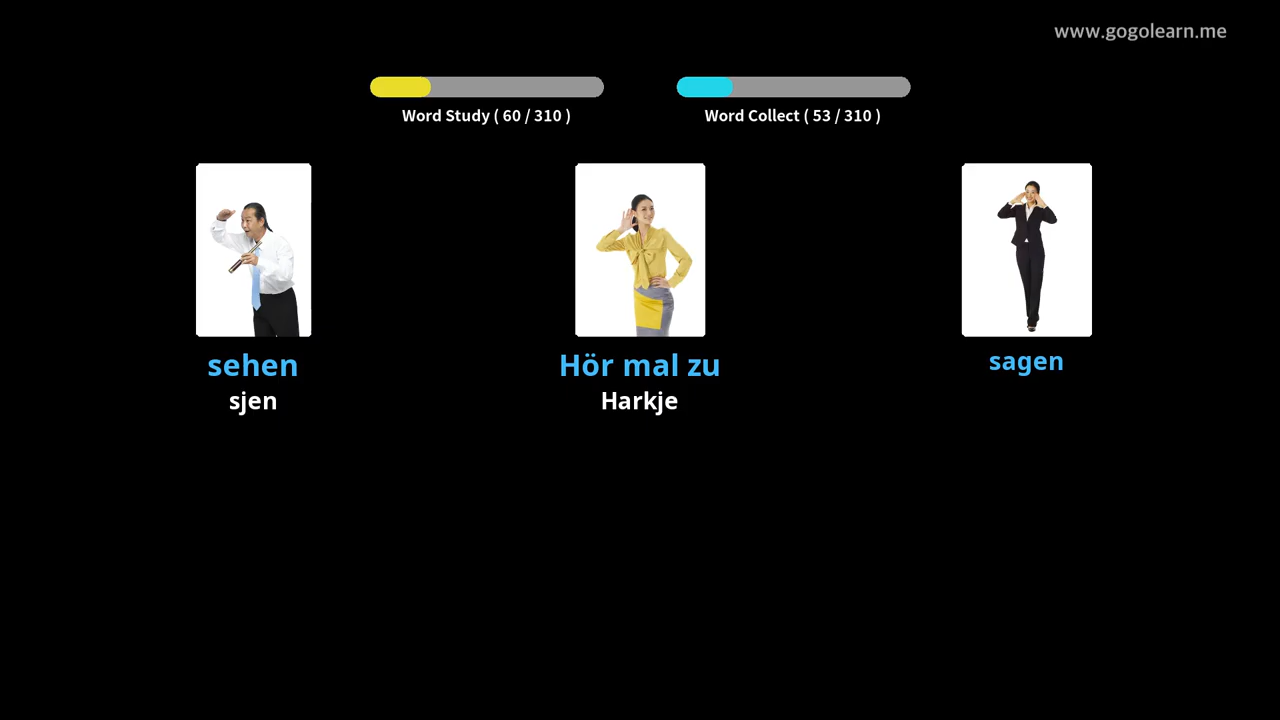 www.gogolearn.me
Word Study ( 60 / 310 )
Word Collect ( 53 / 310 )
sehen
sjen
Hör mal zu
Harkje
sagen